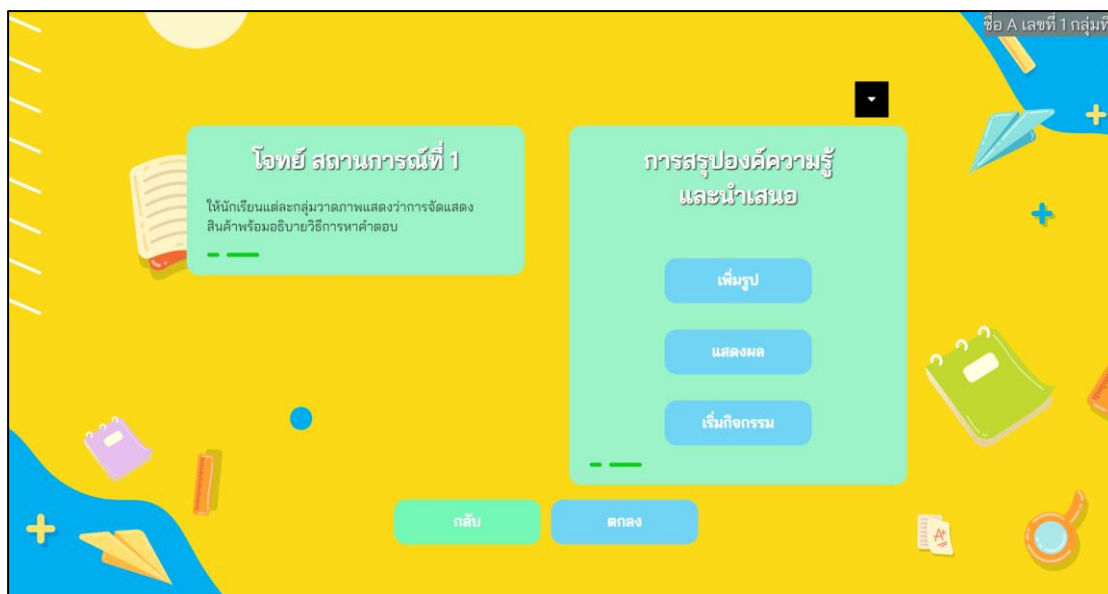 ชื่อ A เลขที่ 1 กลุ่มที่
โจทย์ สถานการณ์ที่ 1
ให้นักเรียนแต่ละกลุ่มวาดภาพแสดงว่าการจัดแสดง
สินค้าพร้อมอธิบายวิธีการหาคำตอบ
การสรุปองค์ความรู้
และนำเสนอ
เพิ่มรูป
แสดงผล
เริ่มกิจกรรม
กลับ
ตกลง
A+